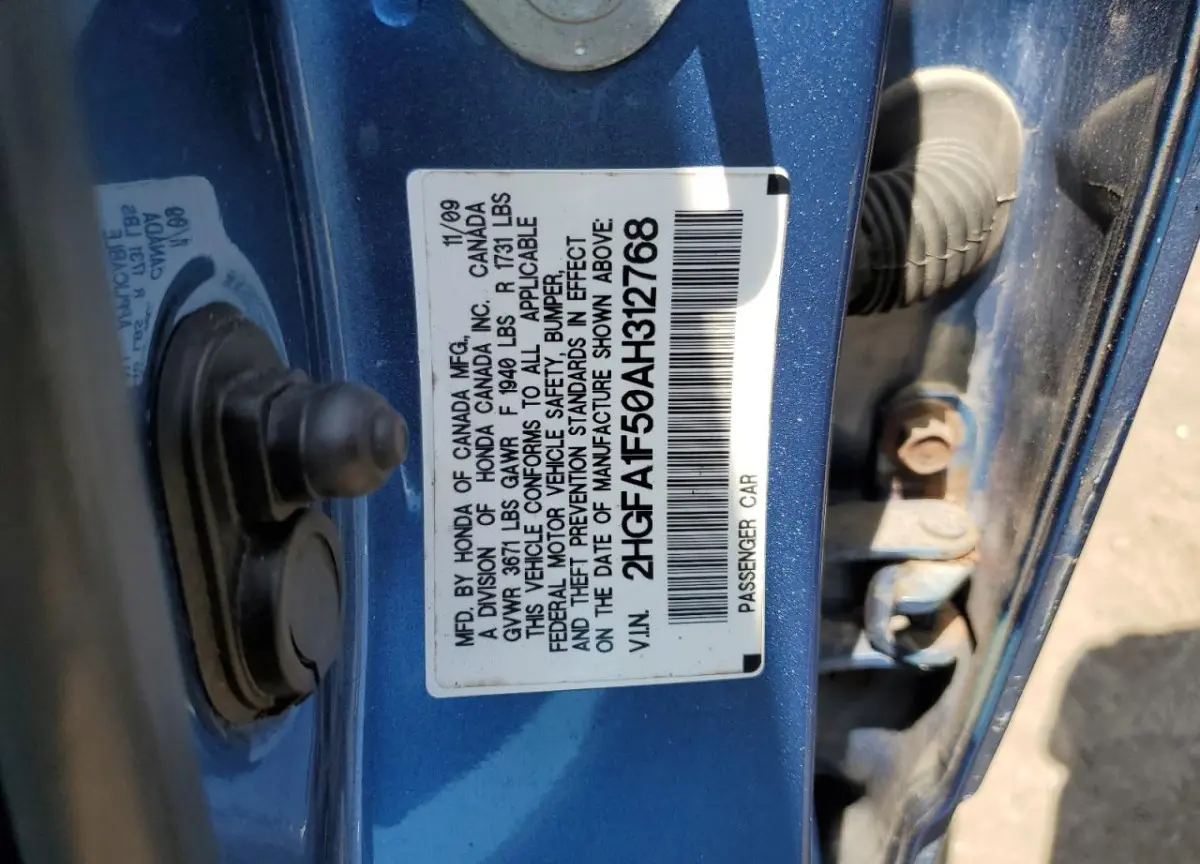 MFD. BY HONDA OF CANADA MFG., 11/09
A DIVISION OF HONDA CANADA INC. CANADA
GVWR 3671 LBS GAWR F 1940 LBS R 1731 LBS
THIS VEHICLE CONFORMS TO ALL APPLICABLE
FEDERAL MOTOR VEHICLE SAFETY, BUMPER,
AND THEFT PREVENTION STANDARDS IN EFFECT
ON THE DATE OF MANUFACTURE SHOWN ABOVE:
V.I.N. 2HGFA1F50AH312768
PASSENGER CAR